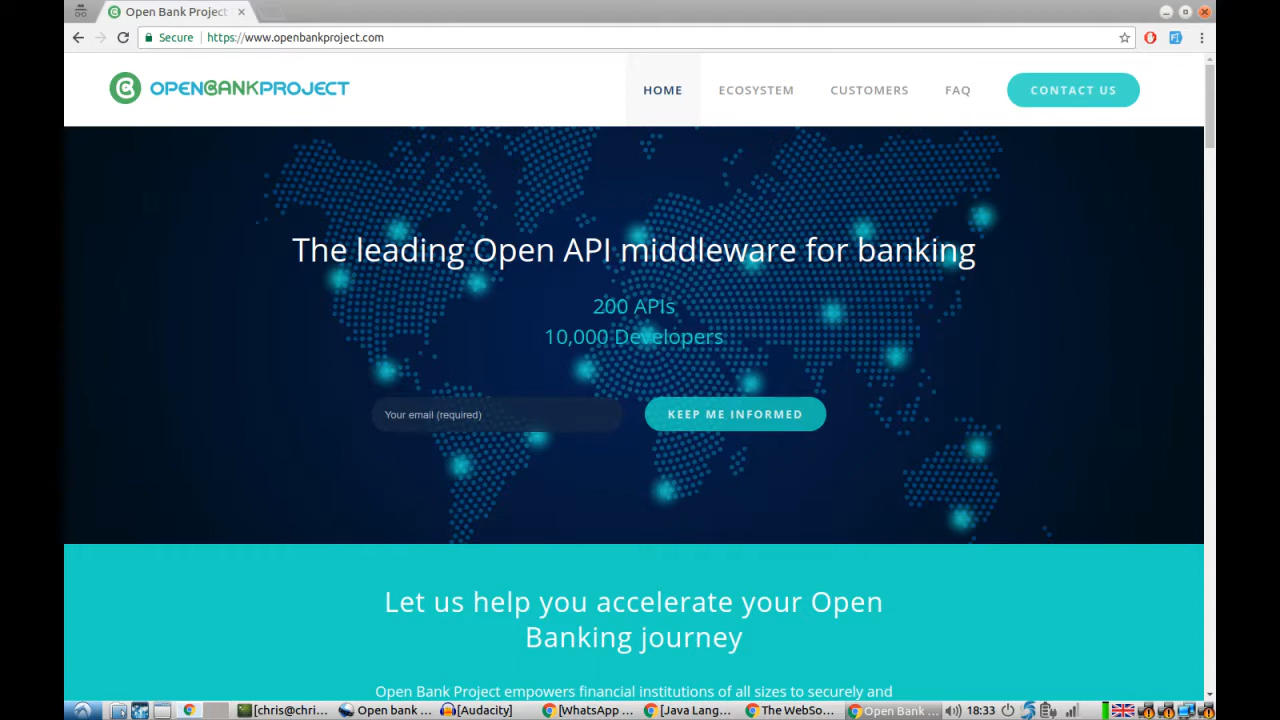 Open Bank Project
Secure https://www.openbankproject.com
OPENBANKPROJECT
HOME ECOSYSTEM CUSTOMERS FAQ CONTACT US
The leading Open API middleware for banking
200 APIs
10,000 Developers
Your email (required) KEEP ME INFORMED
Let us help you accelerate your Open
Banking journey
Open Bank Project empowers financial institutions of all sizes to securely and
[chris@chri... Open bank ... [Audacity] [WhatsApp ... [Java Lang... The WebSo... Open Bank ... 18:33